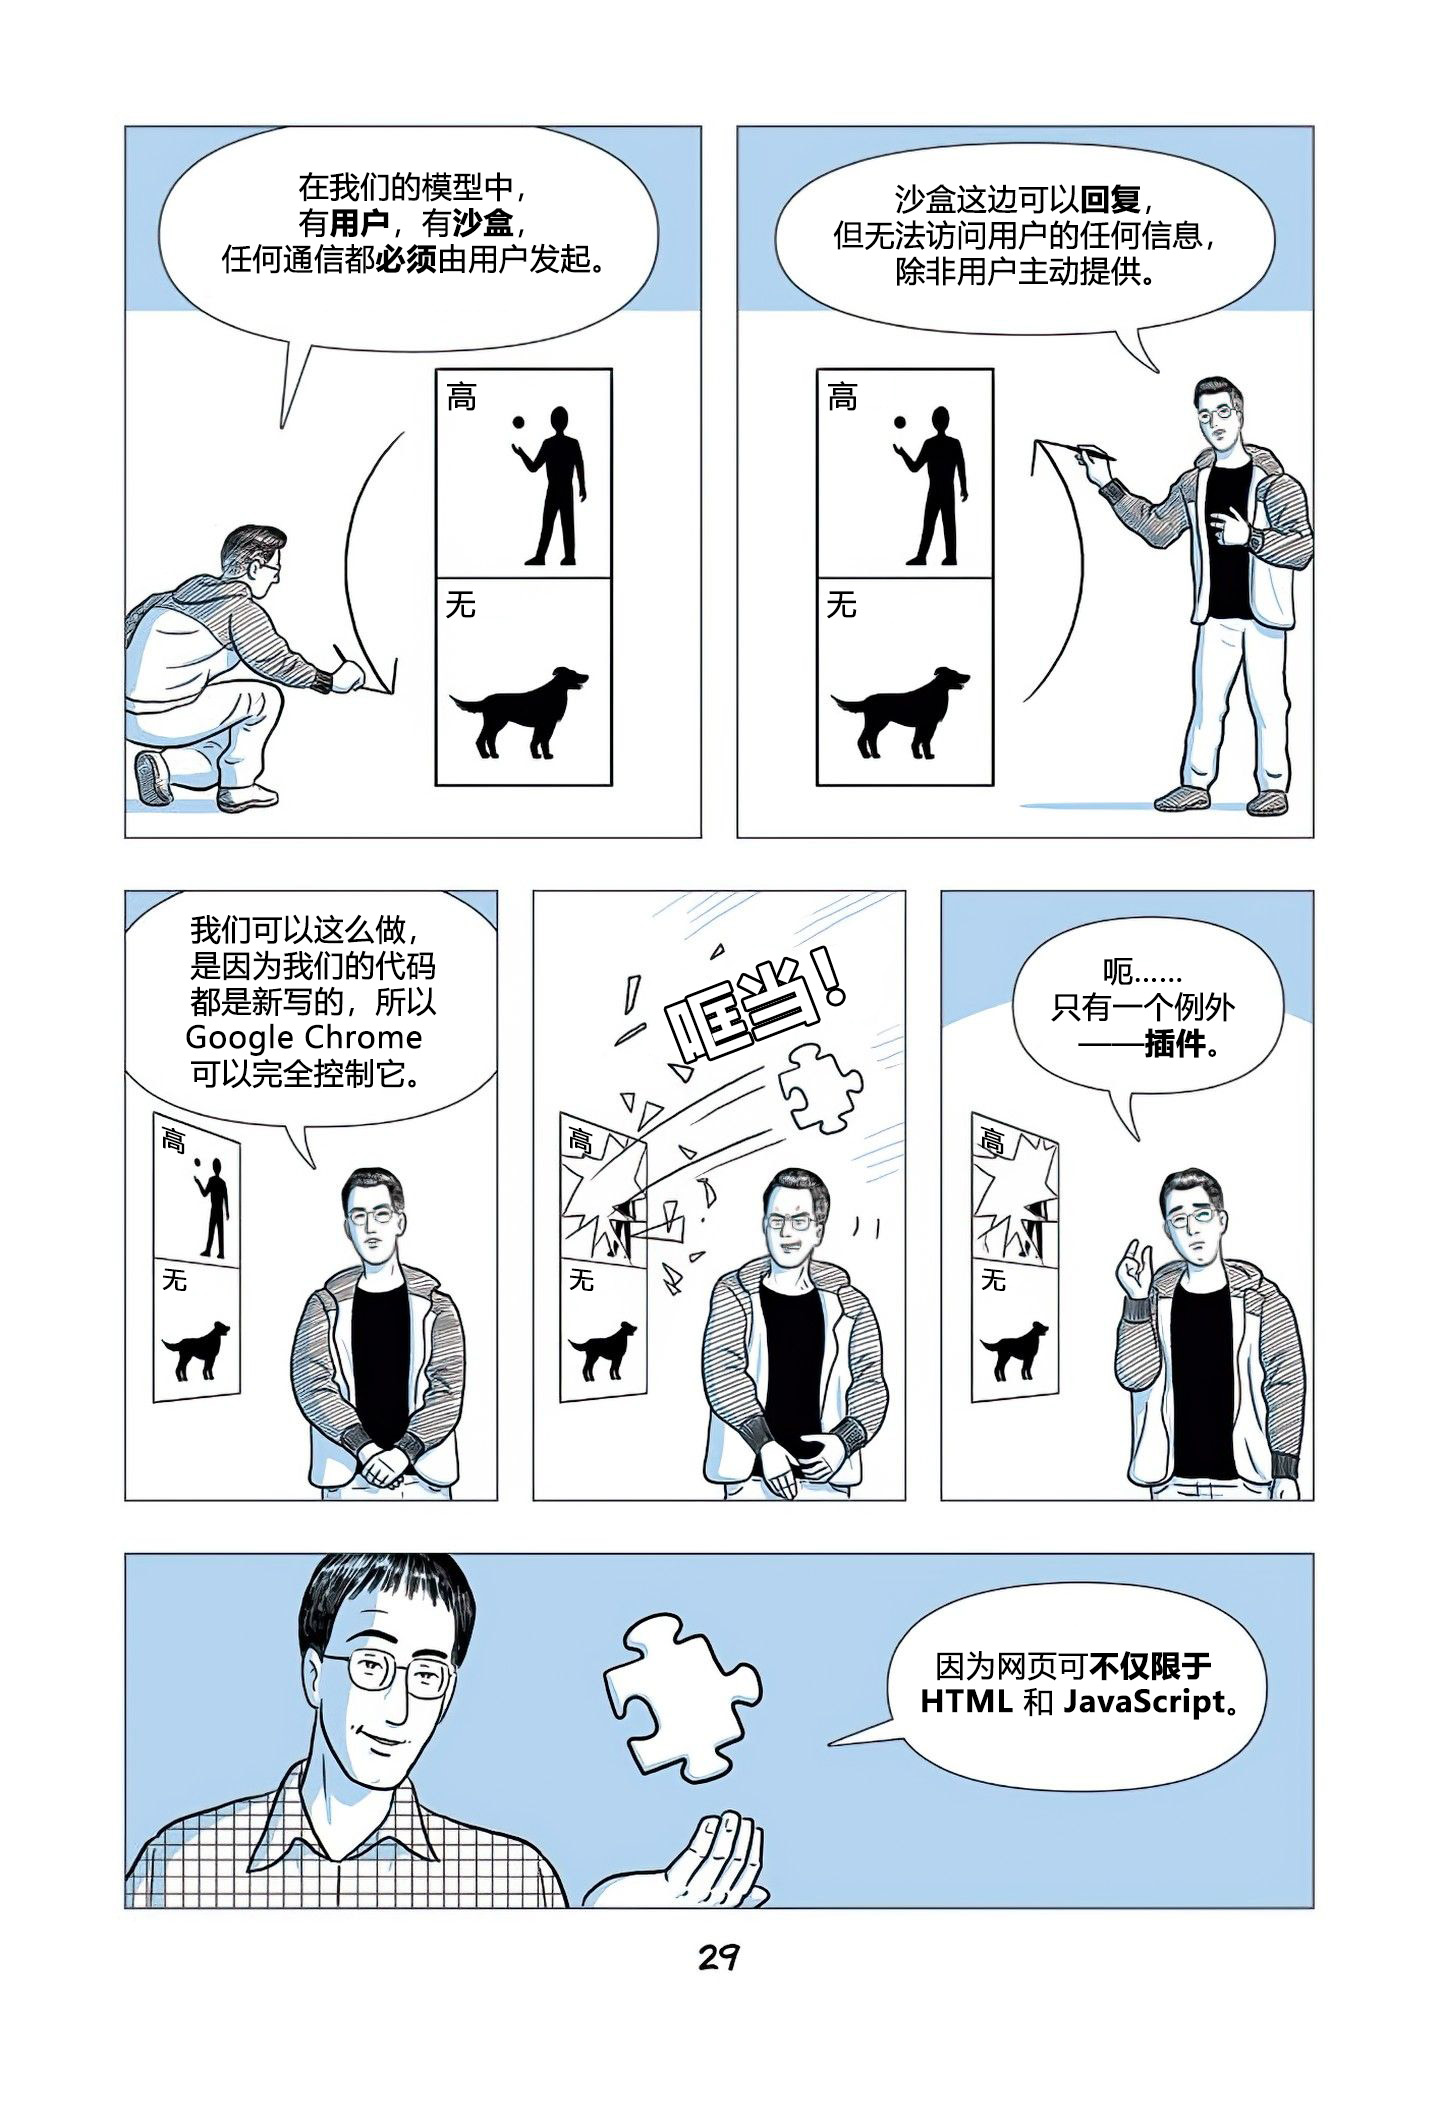 在我们的模型中，
有用户，有沙盒，
任何通信都必须由用户发起。
高
无
沙盒这边可以回复，
但无法访问用户的任何信息，
除非用户主动提供。
高
无
我们可以这么做，
是因为我们的代码
都是新写的，所以
Google Chrome
可以完全控制它。
高
无
哐当！
高
无
呃……
只有一个例外
——插件。
高
无
因为网页可不仅限于
HTML 和 JavaScript。
29